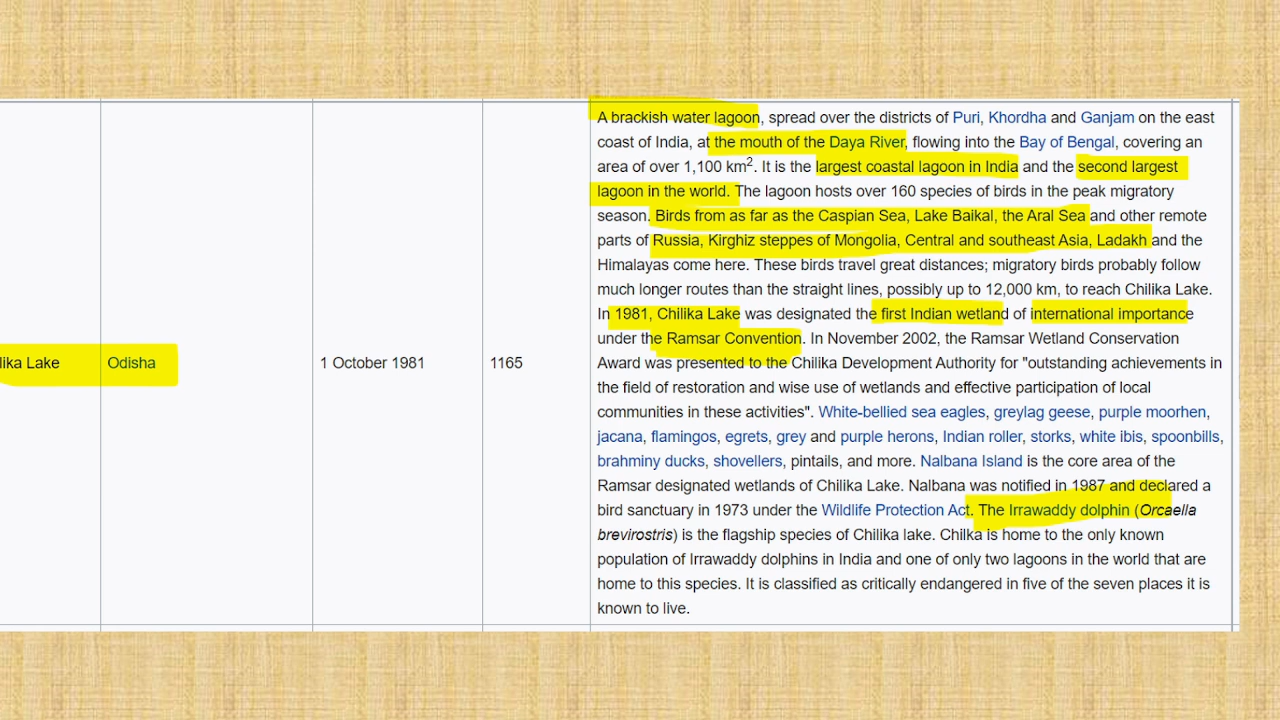 lika Lake
Odisha
1 October 1981
1165
A brackish water lagoon, spread over the districts of Puri, Khordha and Ganjam on the east
coast of India, at the mouth of the Daya River, flowing into the Bay of Bengal, covering an
area of over 1,100 km². It is the largest coastal lagoon in India and the second largest
lagoon in the world. The lagoon hosts over 160 species of birds in the peak migratory
season. Birds from as far as the Caspian Sea, Lake Baikal, the Aral Sea and other remote
parts of Russia, Kirghiz steppes of Mongolia, Central and southeast Asia, Ladakh and the
Himalayas come here. These birds travel great distances; migratory birds probably follow
much longer routes than the straight lines, possibly up to 12,000 km, to reach Chilika Lake.
In 1981, Chilika Lake was designated the first Indian wetland of international importance
under the Ramsar Convention. In November 2002, the Ramsar Wetland Conservation
Award was presented to the Chilika Development Authority for "outstanding achievements in
the field of restoration and wise use of wetlands and effective participation of local
communities in these activities". White-bellied sea eagles, greylag geese, purple moorhen,
jacana, flamingos, egrets, grey and purple herons, Indian roller, storks, white ibis, spoonbills,
brahminy ducks, shovellers, pintails, and more. Nalbana Island is the core area of the
Ramsar designated wetlands of Chilika Lake. Nalbana was notified in 1987 and declared a
bird sanctuary in 1973 under the Wildlife Protection Act. The Irrawaddy dolphin (Orcaella
brevirostris) is the flagship species of Chilika lake. Chilka is home to the only known
population of Irrawaddy dolphins in India and one of only two lagoons in the world that are
home to this species. It is classified as critically endangered in five of the seven places it is
known to live.